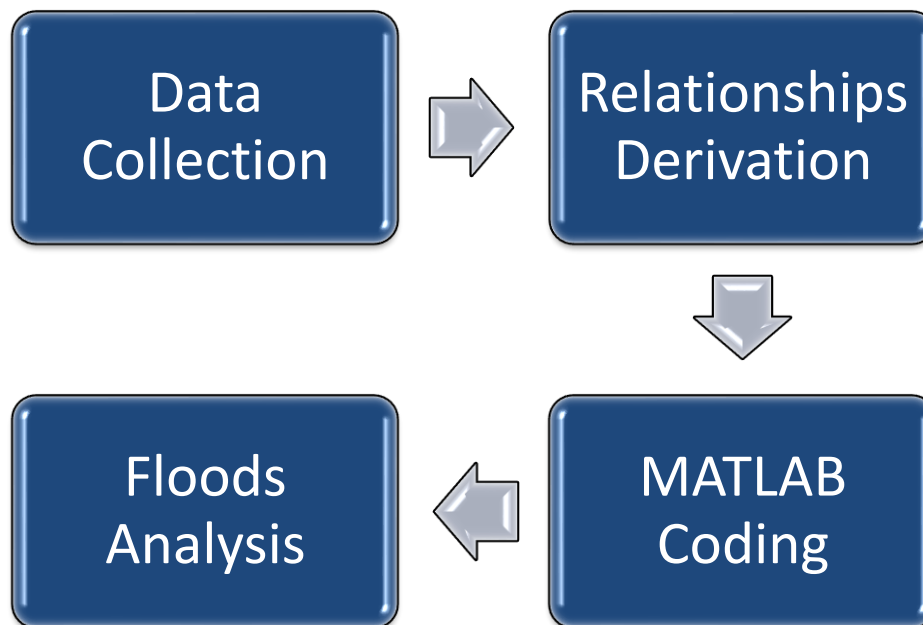 Data
Collection
Relationships
Derivation
MATLAB
Coding
Floods
Analysis